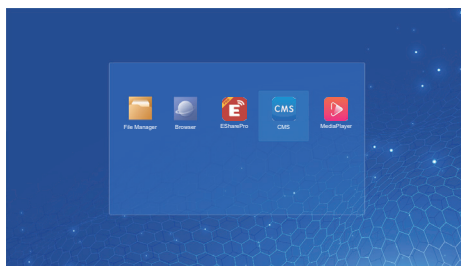 E
CMS
File Manager
Browser
ESharePro
CMS
MediaPlayer